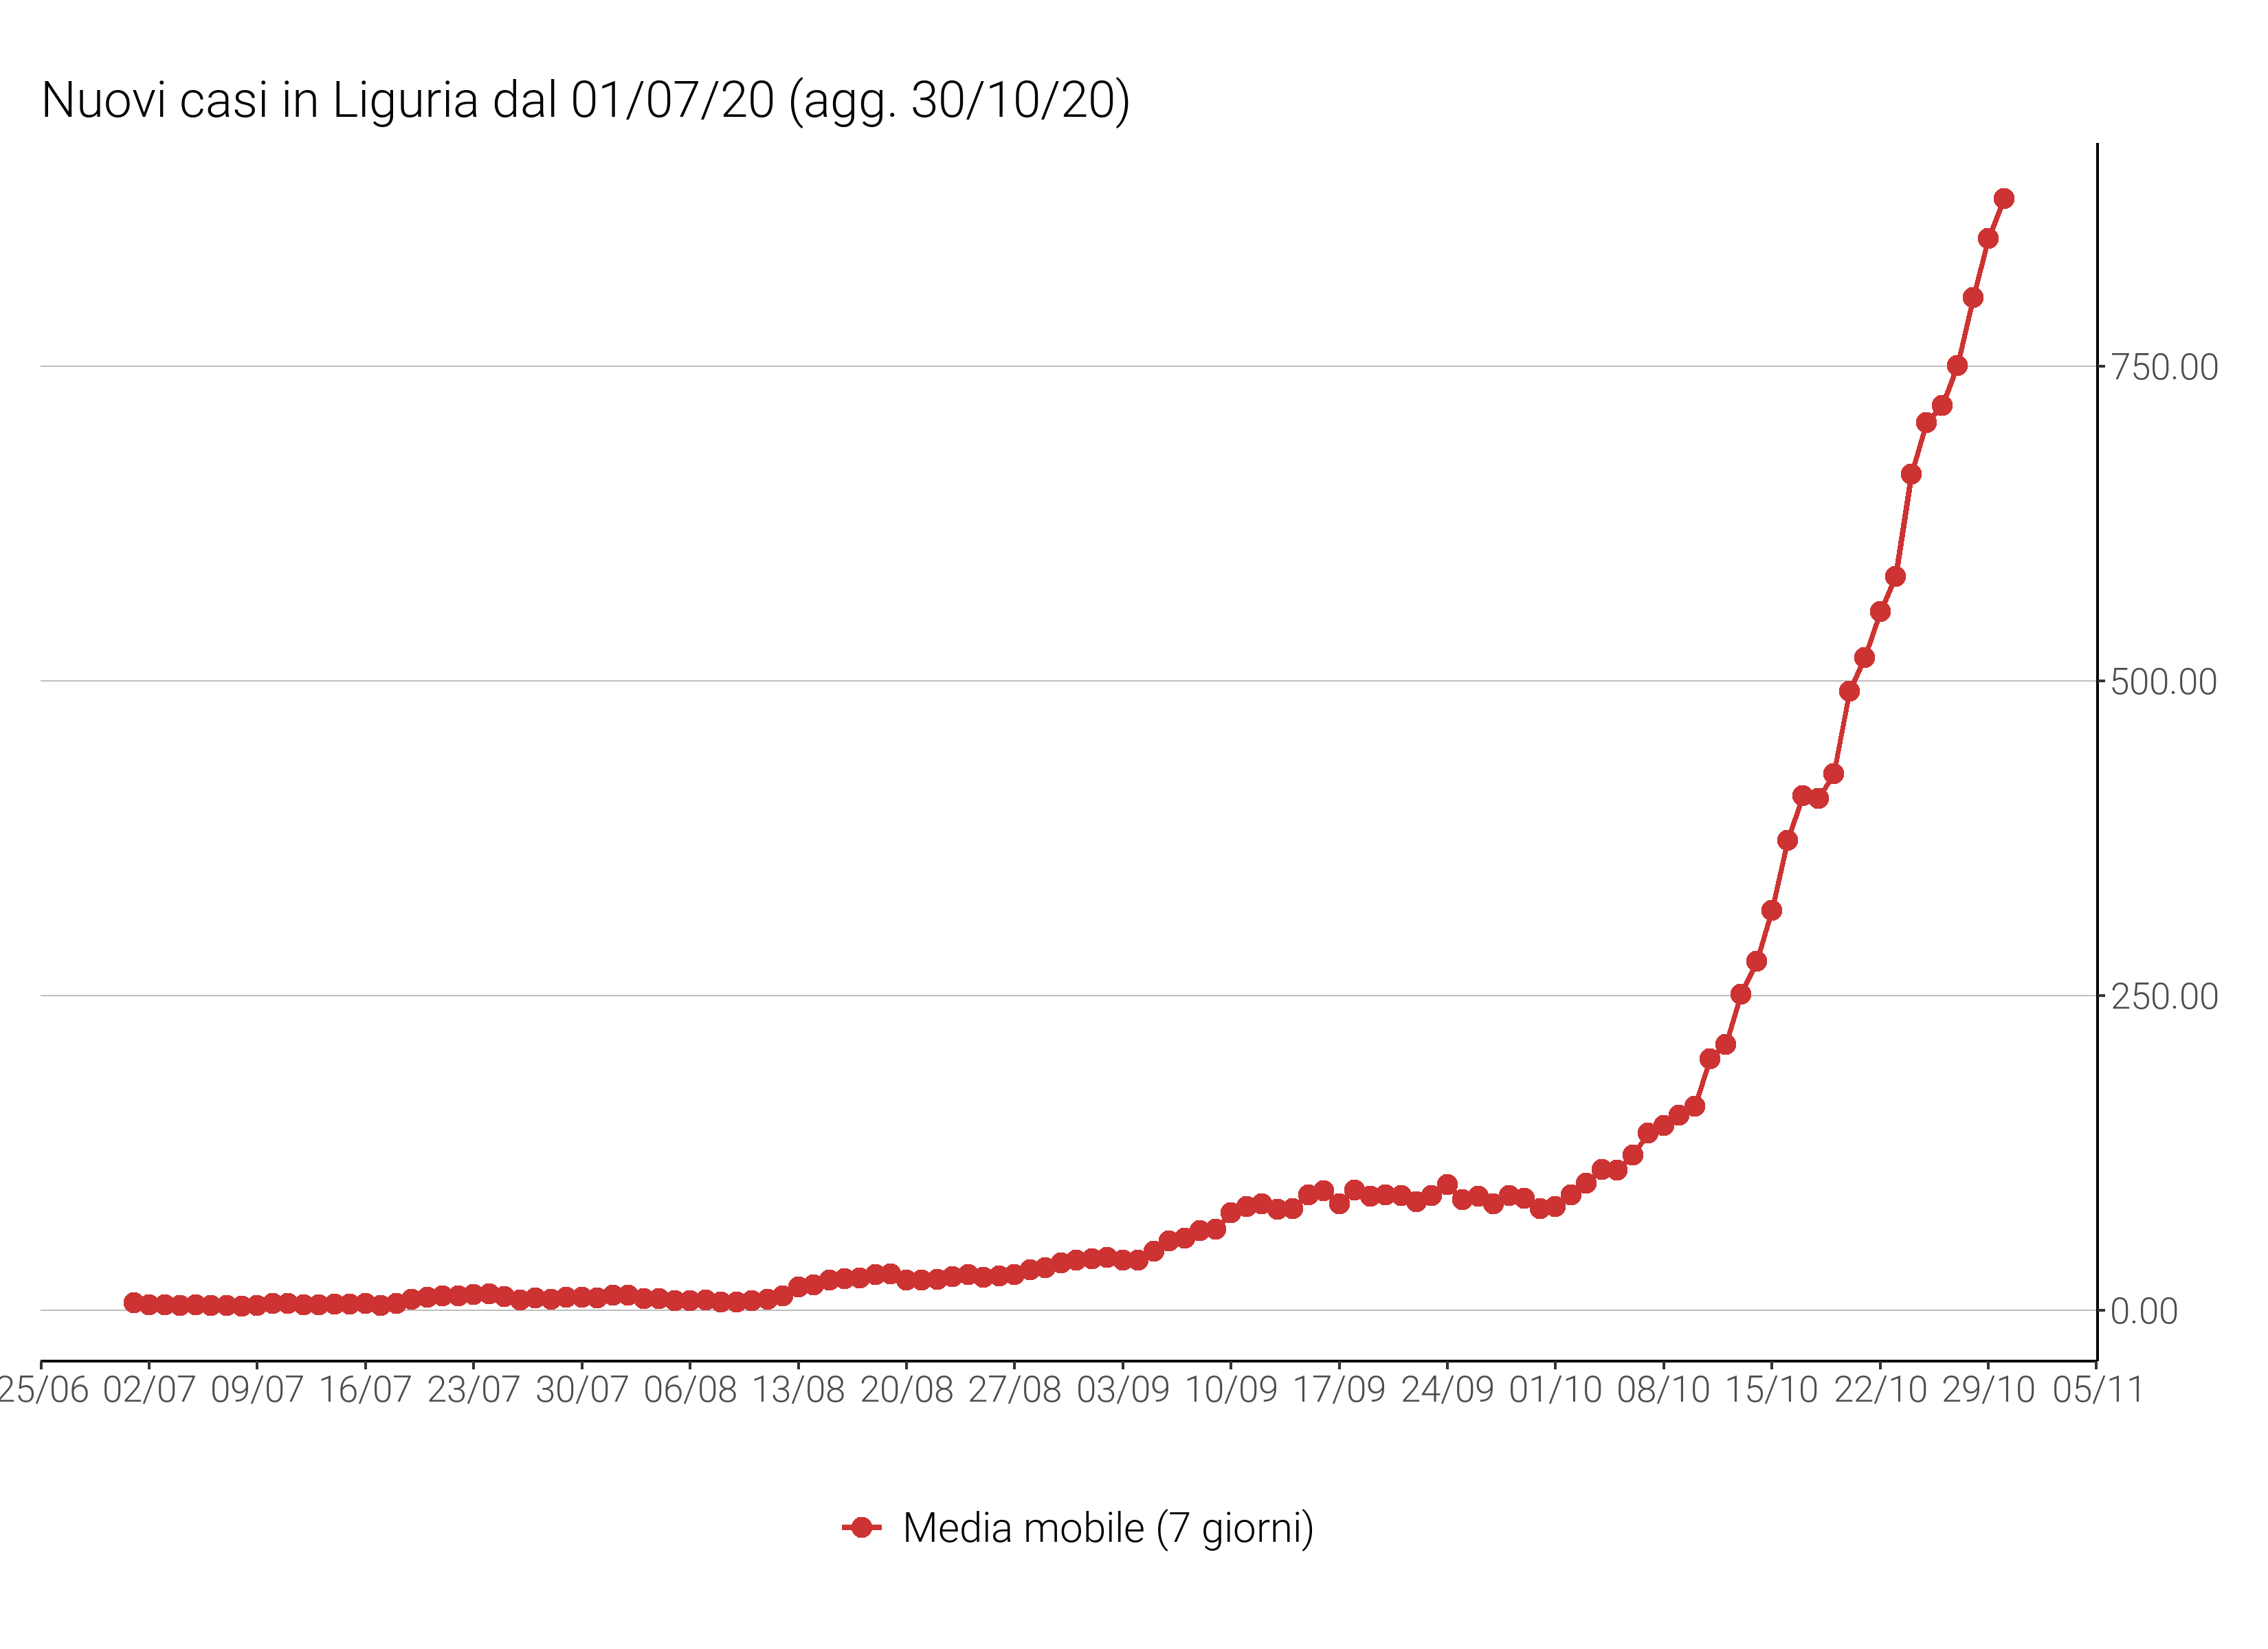 Nuovi casi in Liguria dal 01/07/20 (agg. 30/10/20)
750.00
500.00
250.00
0.00
25/06 02/07 09/07 16/07 23/07 30/07 06/08 13/08 20/08 27/08 03/09 10/09 17/09 24/09 01/10 08/10 15/10 22/10 29/10 05/11
Media mobile (7 giorni)